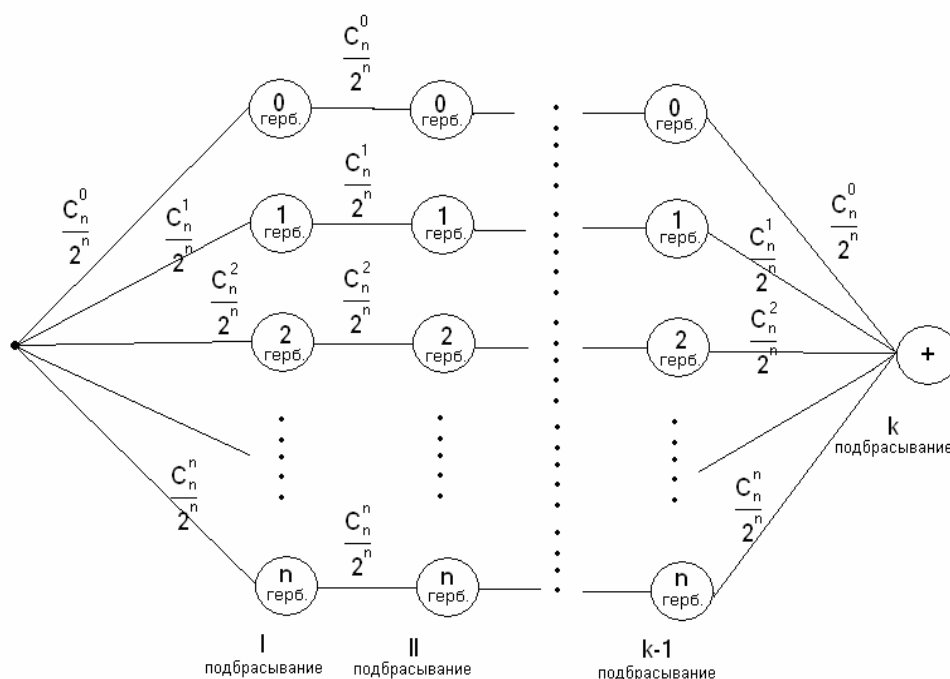 C_n^0
2^n
C_n^0
2^n
C_n^1
2^n
C_n^2
2^n
C_n^n
2^n
0
герб.
1
герб.
2
герб.
n
герб.
C_n^1
2^n
C_n^2
2^n
C_n^n
2^n
0
герб.
1
герб.
2
герб.
n
герб.
0
герб.
1
герб.
2
герб.
n
герб.
C_n^0
2^n
C_n^1
2^n
C_n^2
2^n
C_n^n
2^n
+
k
подбрасывание
I
подбрасывание
II
подбрасывание
k-1
подбрасывание